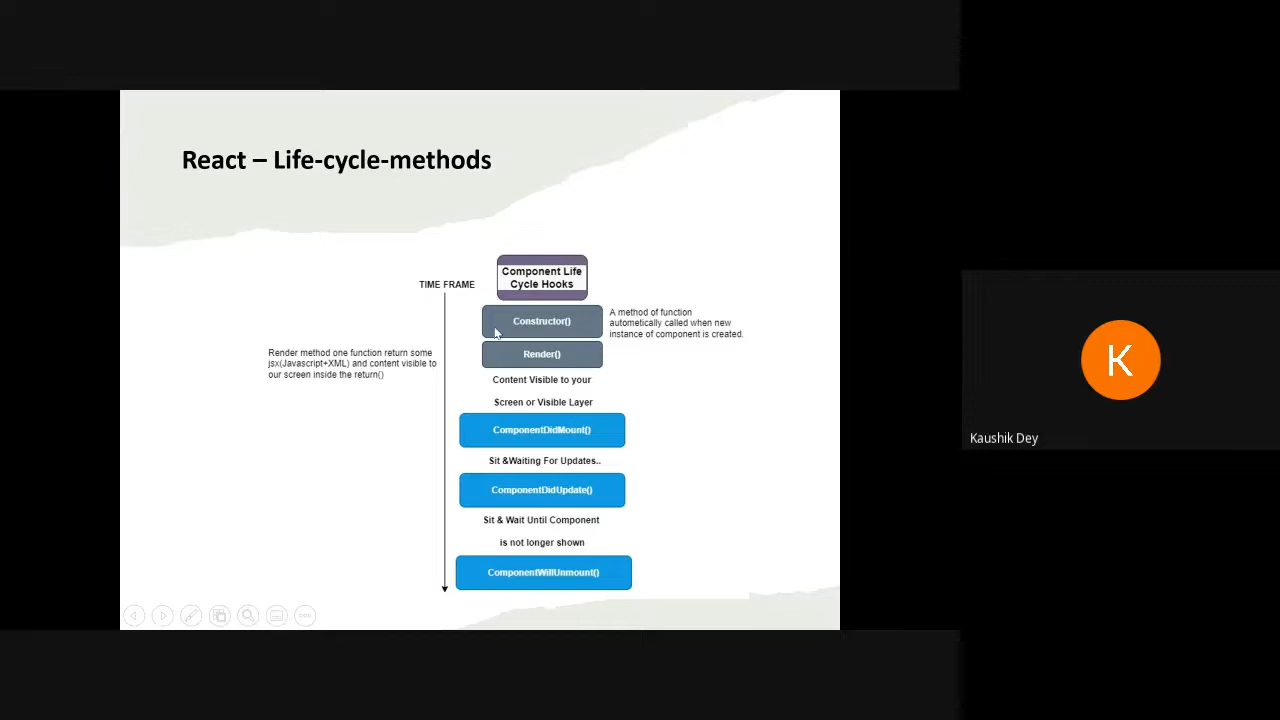 React – Life-cycle-methods
Component Life
Cycle Hooks
TIME FRAME
Constructor()
A method of function
automatically called when new
instance of component is created.
Render()
Render method one function return some
jsx(Javascript+XML) and content visible to
our screen inside the return()
Content Visible to your
Screen or Visible Layer
ComponentDidMount()
Sit &Waiting For Updates..
ComponentDidUpdate()
Sit & Wait Until Component
is not longer shown
ComponentWillUnmount()
K
Kaushik Dey